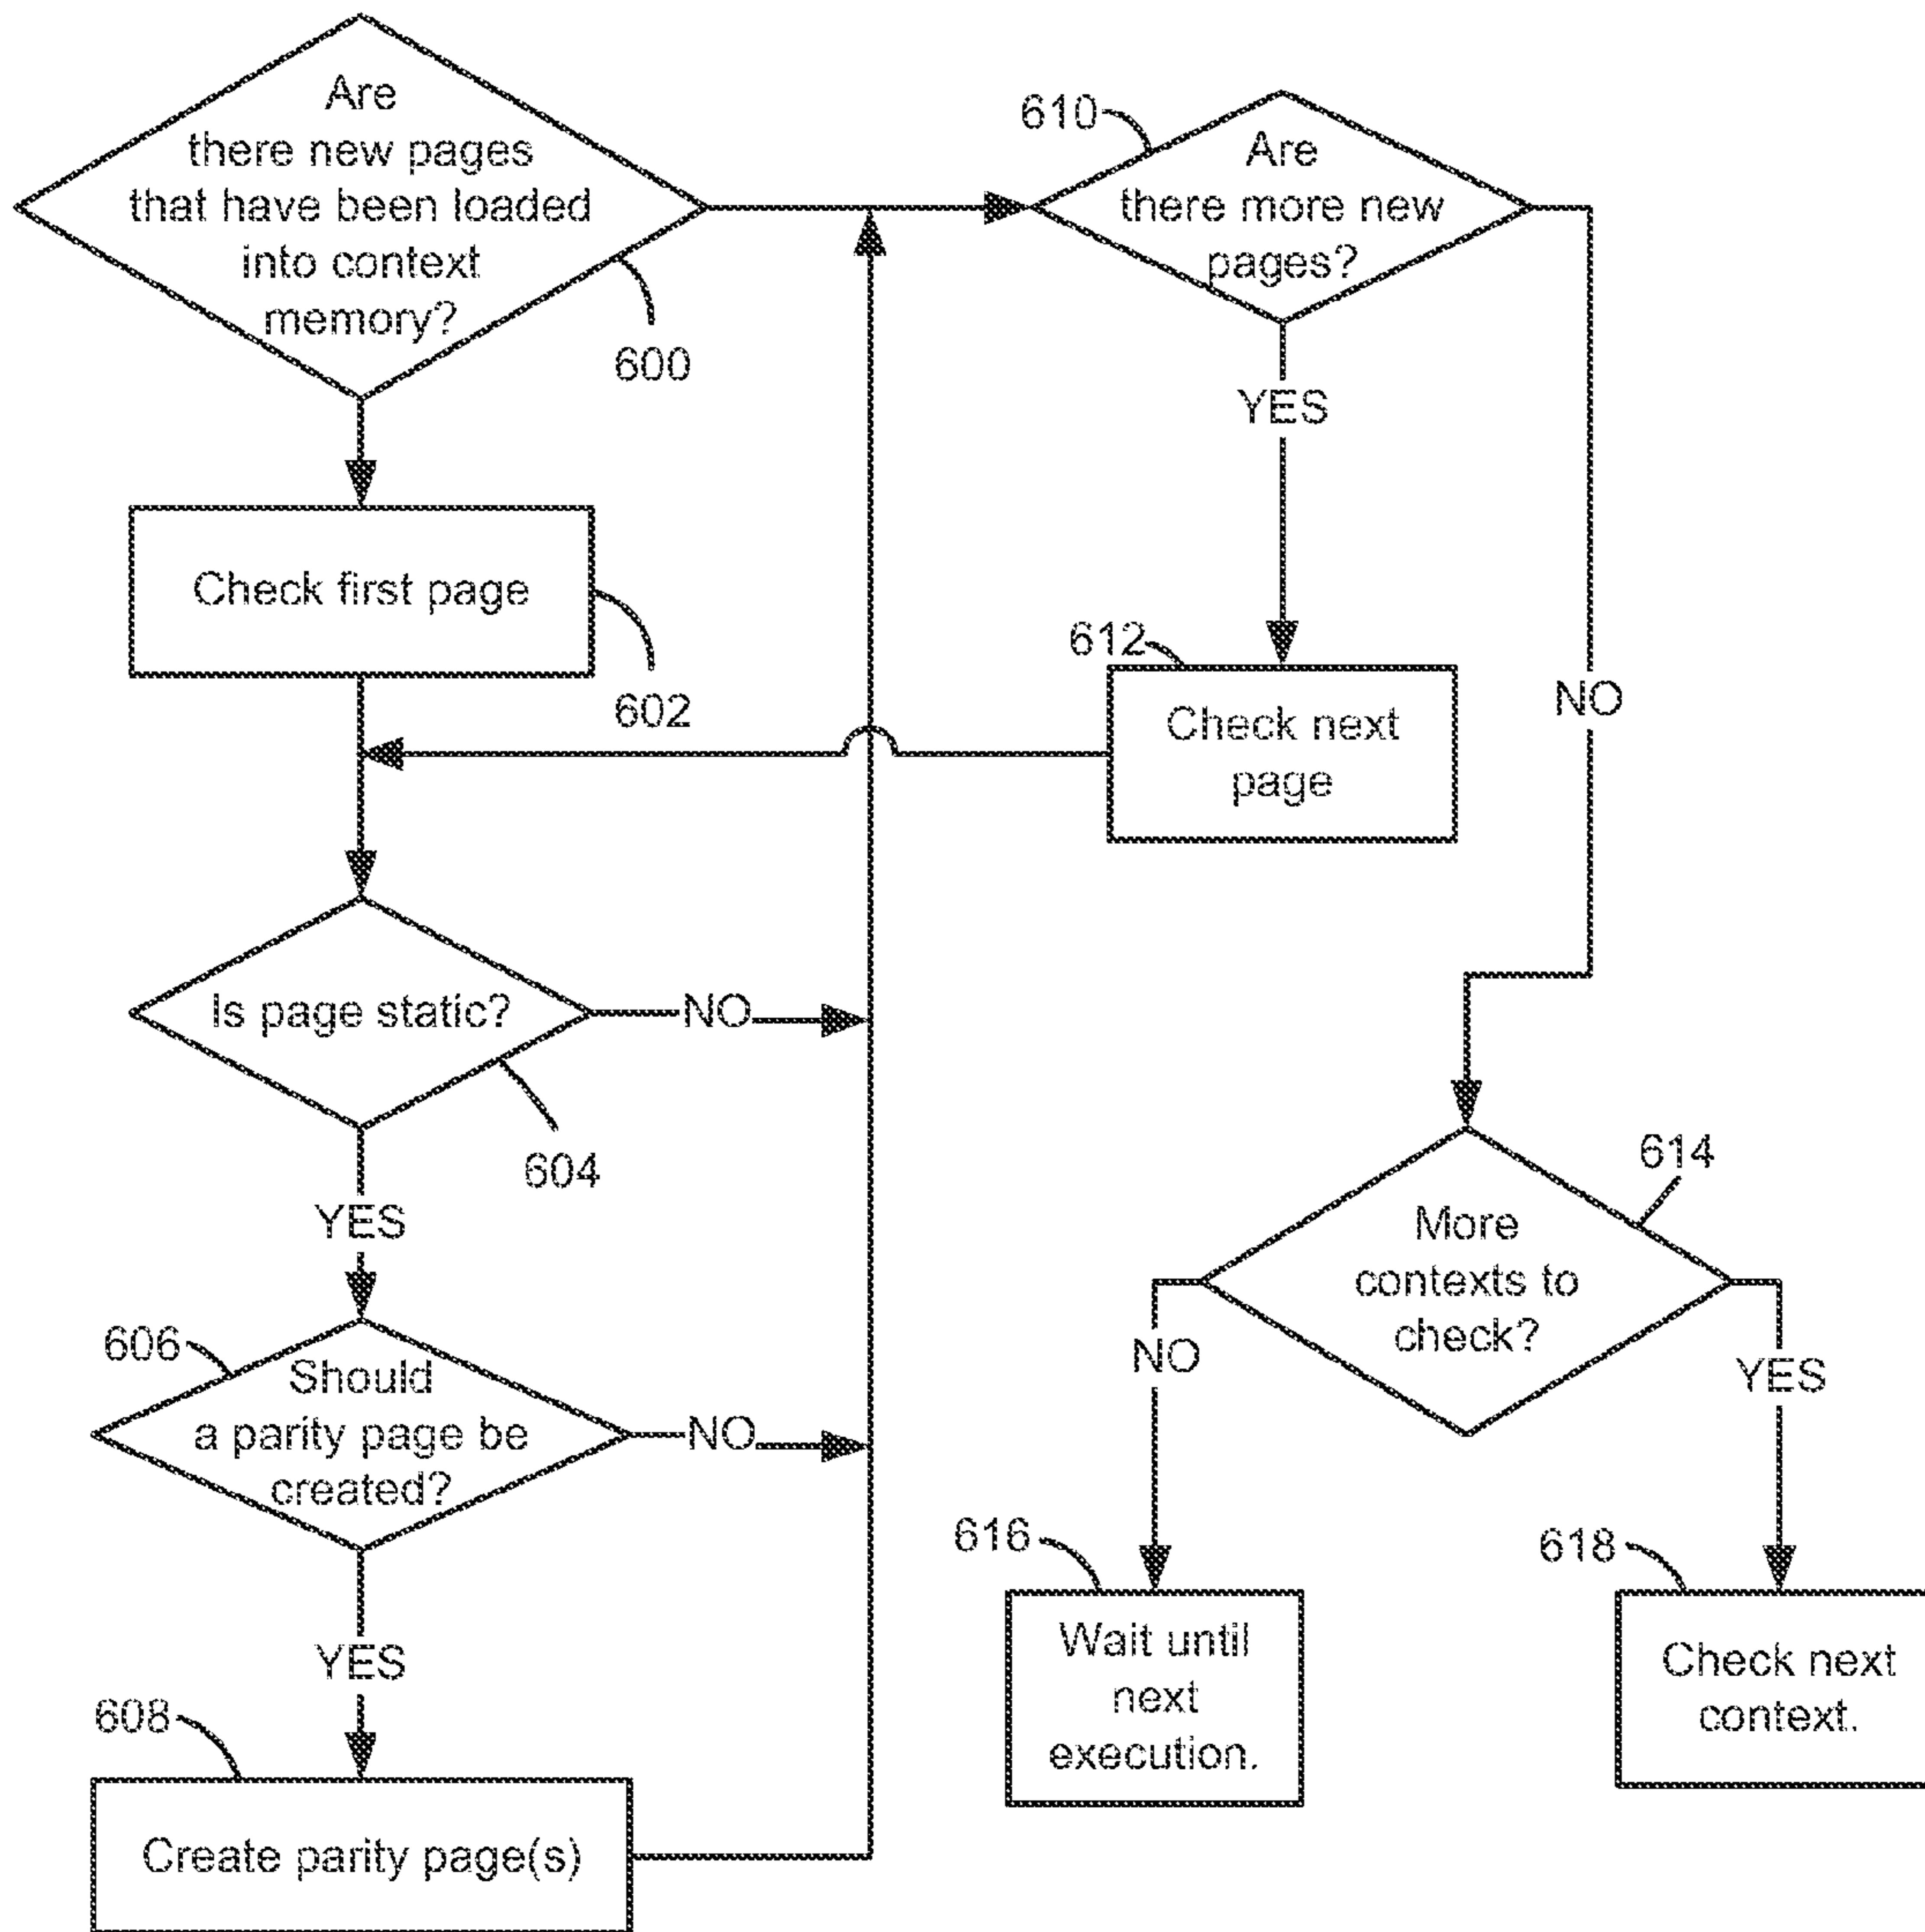 Are
there new pages
that have been loaded
into context
memory?
600
Check first page
602
Is page static?
NO
604
YES
606
Should
a parity page be
created?
NO
YES
608
Create parity page(s)
610
Are
there more new
pages?
YES
NO
612
Check next
page
614
More
contexts to
check?
NO
YES
616
Wait until
next
execution.
618
Check next
context.